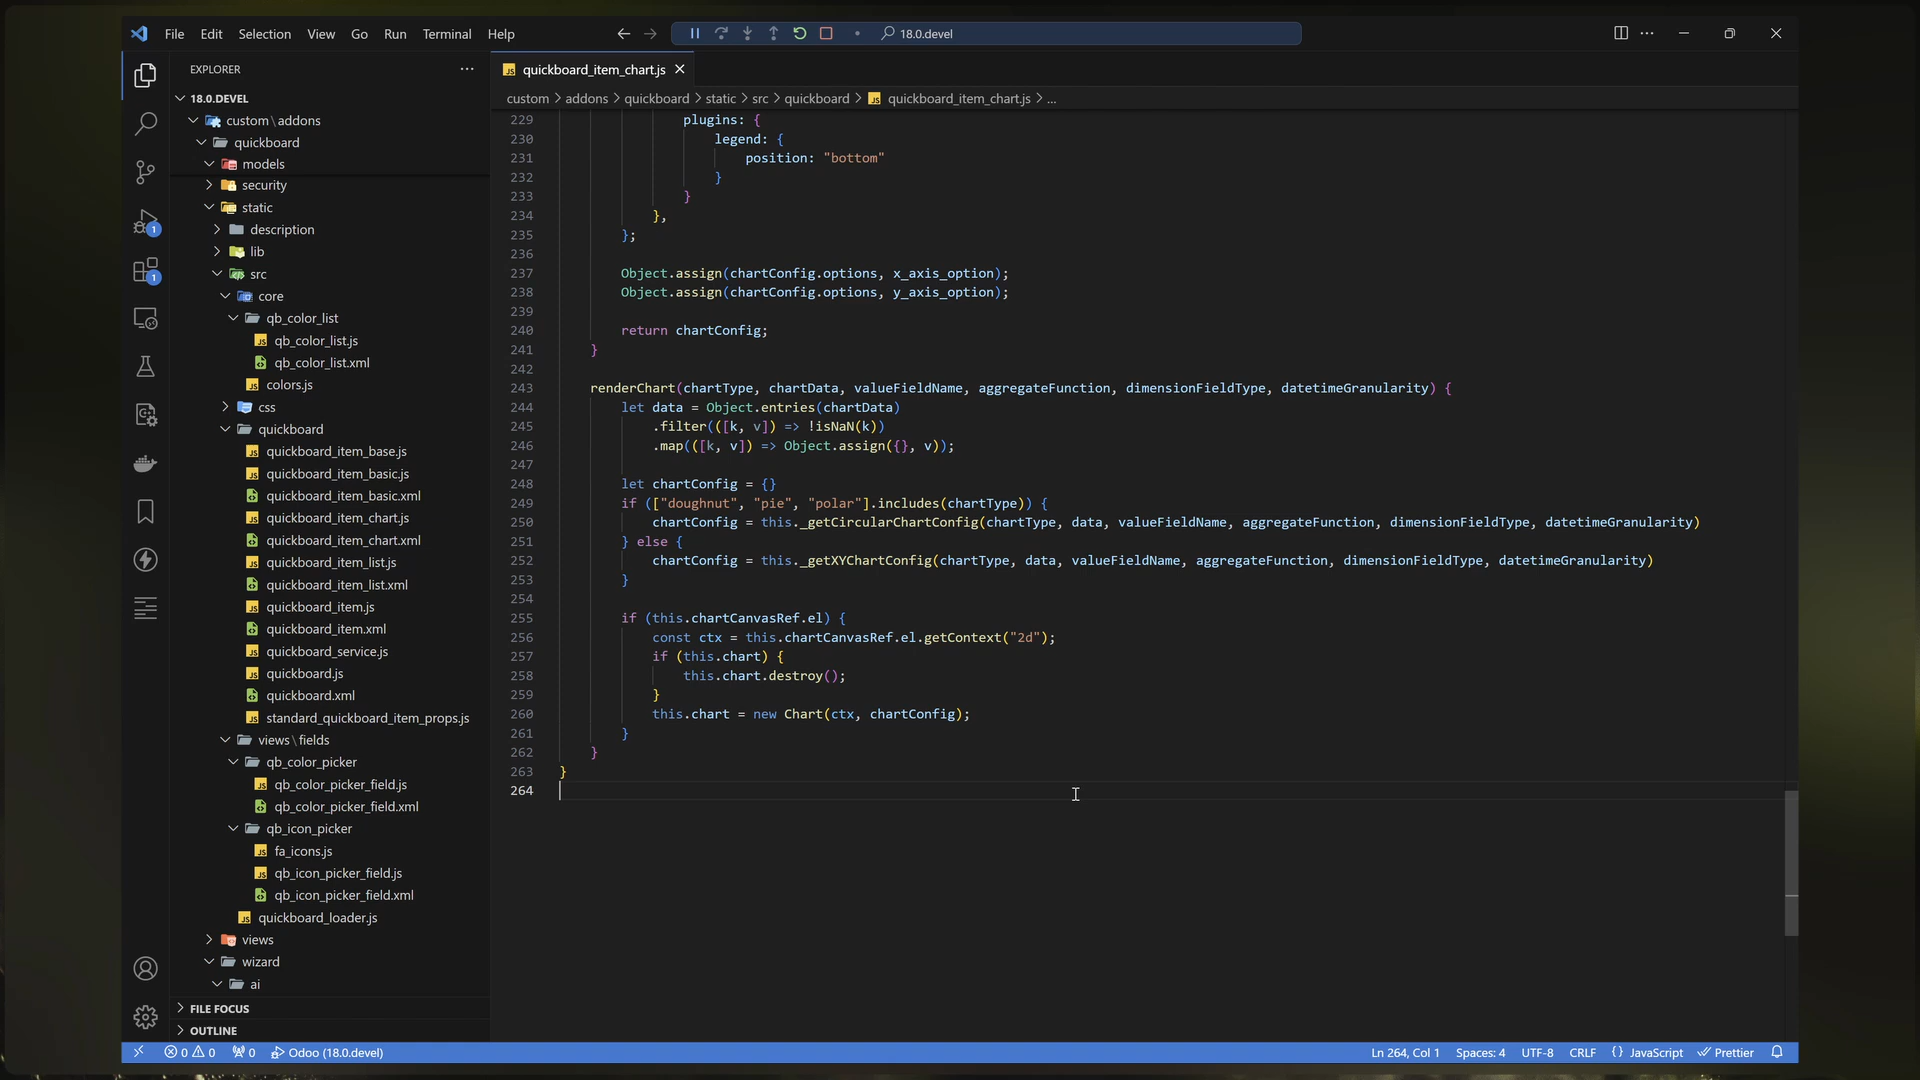 File Edit Selection View Go Run Terminal Help
18.0.devel
EXPLORER
18.0.DEVEL
custom\addons
quickboard
models
security
static
description
lib
src
core
qb_color_list
qb_color_list.js
qb_color_list.xml
colors.js
css
quickboard
quickboard_item_base.js
quickboard_item_basic.js
quickboard_item_basic.xml
quickboard_item_chart.js
quickboard_item_chart.xml
quickboard_item_list.js
quickboard_item_list.xml
quickboard_item.js
quickboard_item.xml
quickboard_service.js
quickboard.js
quickboard.xml
standard_quickboard_item_props.js
views\fields
qb_color_picker
qb_color_picker_field.js
qb_color_picker_field.xml
qb_icon_picker
fa_icons.js
qb_icon_picker_field.js
qb_icon_picker_field.xml
quickboard_loader.js
views
wizard
ai
FILE FOCUS
OUTLINE
1
1
quickboard_item_chart.js
custom > addons > quickboard > static > src > quickboard > quickboard_item_chart.js > ...
229 plugins: {
230 legend: {
231 position: "bottom"
232 }
233 }
234 },
235 };
236
237 Object.assign(chartConfig.options, x_axis_option);
238 Object.assign(chartConfig.options, y_axis_option);
239
240 return chartConfig;
241 }
242
243 renderChart(chartType, chartData, valueFieldName, aggregateFunction, dimensionFieldType, datetimeGranularity) {
244 let data = Object.entries(chartData)
245 .filter(([k, v]) => !isNaN(k))
246 .map(([k, v]) => Object.assign({}, v));
247
248 let chartConfig = {}
249 if (["doughnut", "pie", "polar"].includes(chartType)) {
250 chartConfig = this._getCircularChartConfig(chartType, data, valueFieldName, aggregateFunction, dimensionFieldType, datetimeGranularity)
251 } else {
252 chartConfig = this._getXYChartConfig(chartType, data, valueFieldName, aggregateFunction, dimensionFieldType, datetimeGranularity)
253 }
254
255 if (this.chartCanvasRef.el) {
256 const ctx = this.chartCanvasRef.el.getContext("2d");
257 if (this.chart) {
258 this.chart.destroy();
259 }
260 this.chart = new Chart(ctx, chartConfig);
261 }
262 }
263 }
264
0 0 0 Odoo (18.0.devel)
Ln 264, Col 1 Spaces: 4 UTF-8 CRLF {} JavaScript Prettier